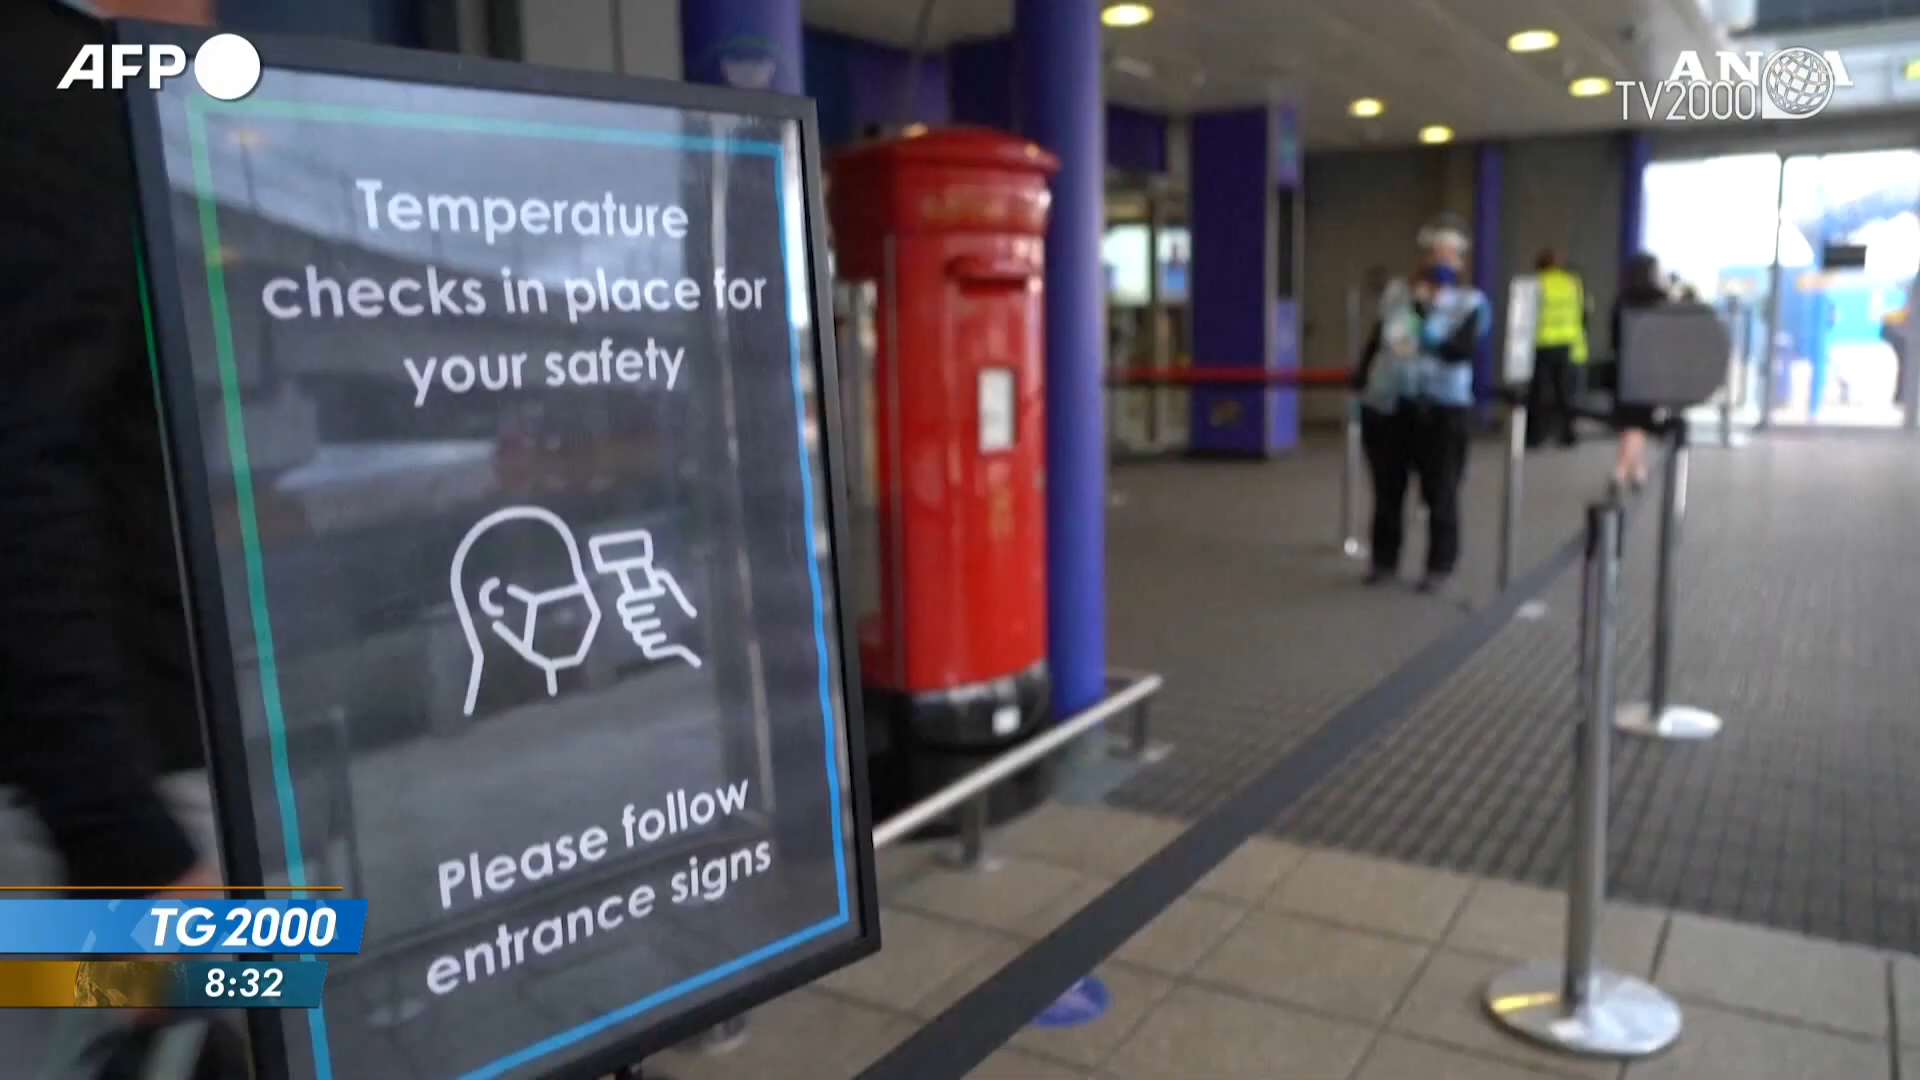 AFP
ANSA
TV2000
Temperature
checks in place for
your safety
Please follow
entrance signs
TG 2000
8:32